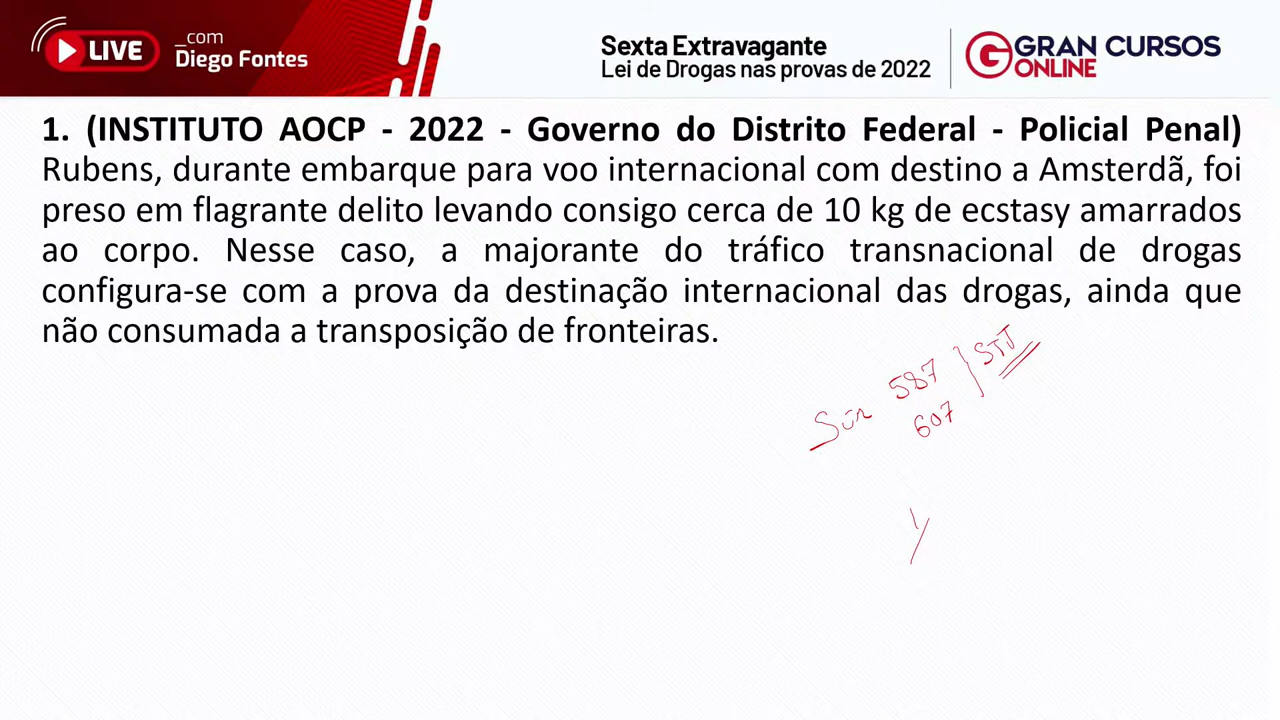 LIVE
_com
Diego Fontes
Sexta Extravagante
Lei de Drogas nas provas de 2022
GRAN CURSOS
ONLINE
1. (INSTITUTO AOCP - 2022 - Governo do Distrito Federal - Policial Penal)
Rubens, durante embarque para voo internacional com destino a Amsterdã, foi
preso em flagrante delito levando consigo cerca de 10 kg de ecstasy amarrados
ao corpo. Nesse caso, a majorante do tráfico transnacional de drogas
configura-se com a prova da destinação internacional das drogas, ainda que
não consumada a transposição de fronteiras.
587 } STJ
607